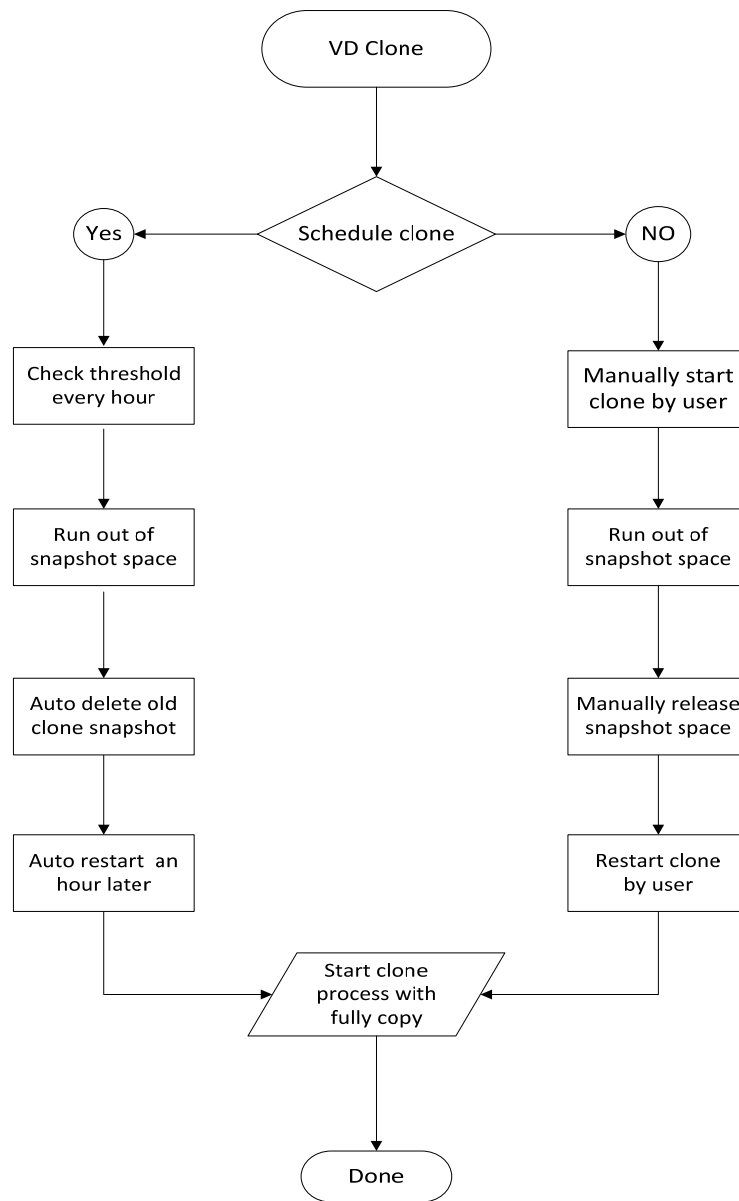 VD Clone
Schedule clone
Yes
NO
Check threshold
every hour
Manually start
clone by user
Run out of
snapshot space
Run out of
snapshot space
Auto delete old
clone snapshot
Manually release
snapshot space
Auto restart an
hour later
Restart clone
by user
Start clone
process with
fully copy
Done